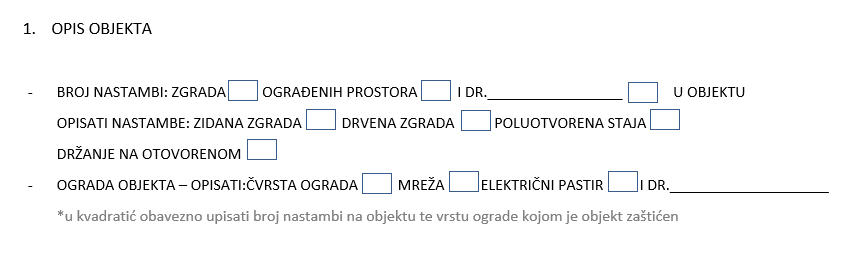 1. OPIS OBJEKTA
- BROJ NASTAMBI: ZGRADA OGRAĐENIH PROSTORA I DR.________________ U OBJEKTU
OPISATI NASTAMBE: ZIDANA ZGRADA DRVENA ZGRADA POLUOTVORENA STAJA
DRŽANJE NA OTOVORENOM
- OGRADA OBJEKTA – OPISATI:ČVRSTA OGRADA MREŽA ELEKTRIČNI PASTIR I DR.___________________
*u kvadratić obavezno upisati broj nastambi na objektu te vrstu ograde kojom je objekt zaštićen